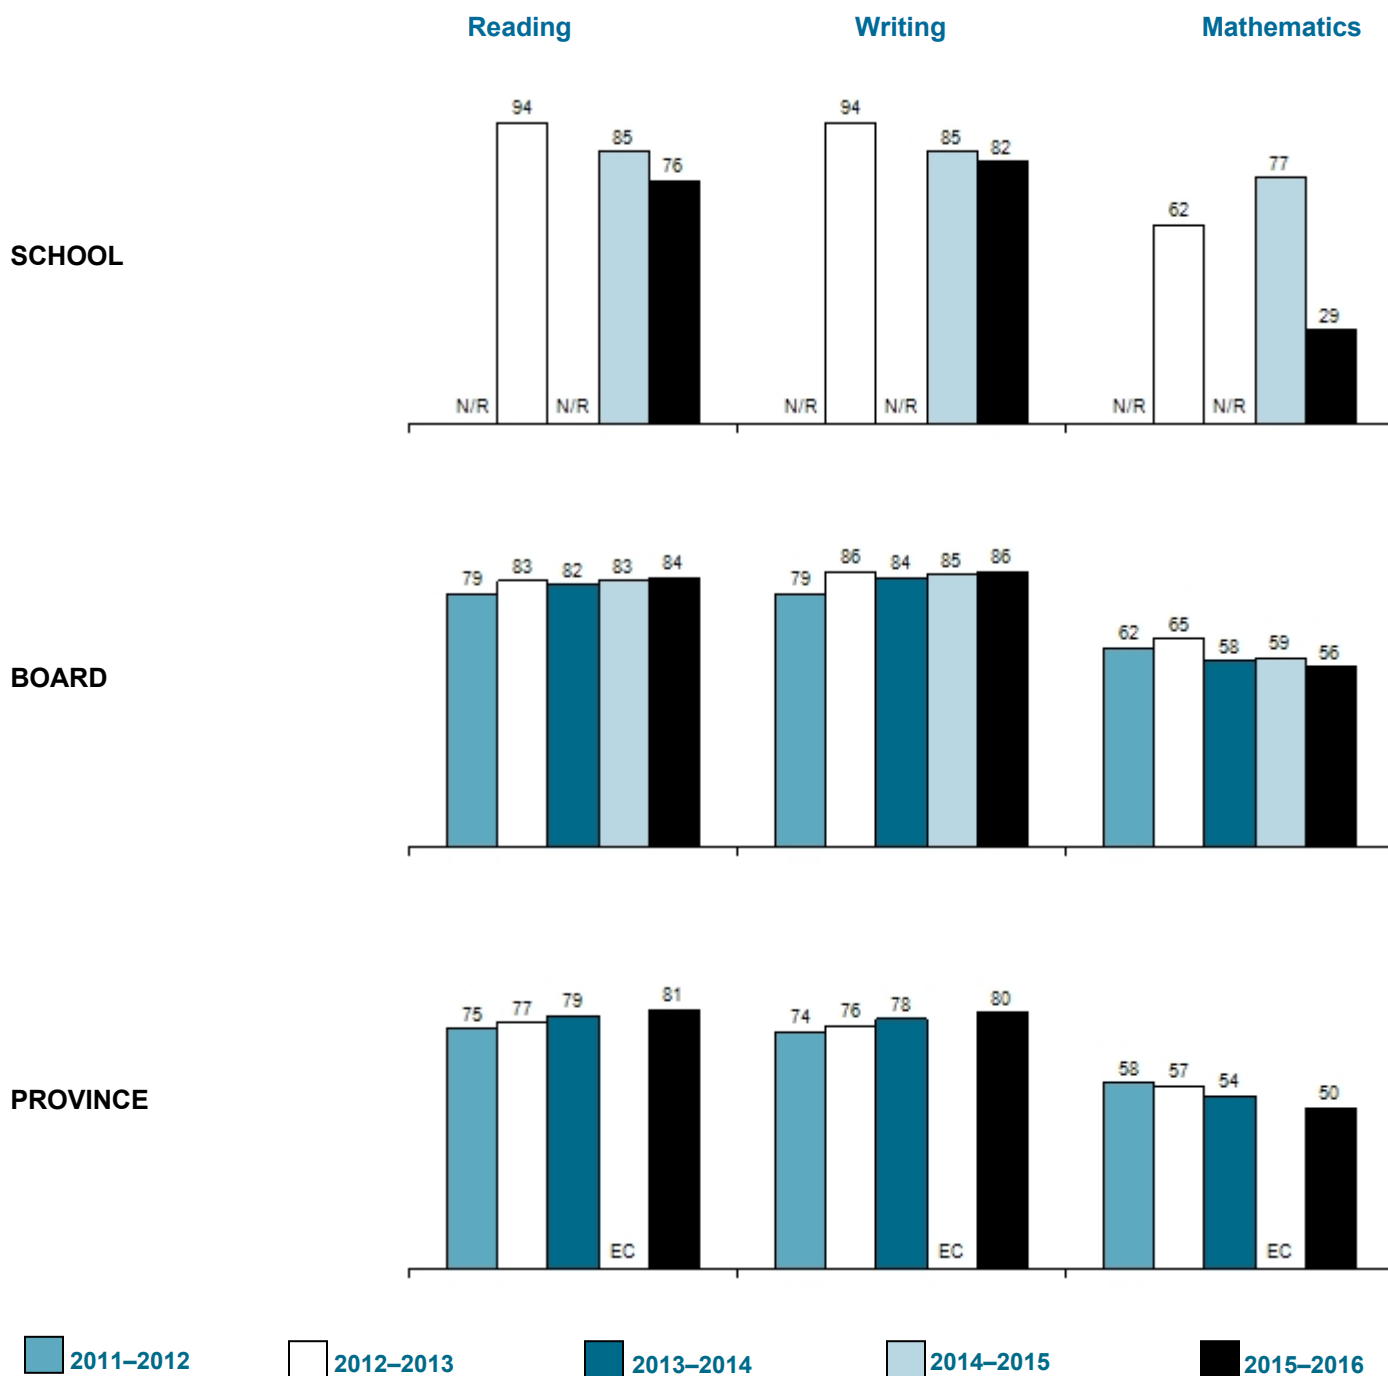 Reading Writing Mathematics
SCHOOL
N/R 94 N/R 85 76
N/R 94 N/R 85 82
N/R 62 N/R 77 29
BOARD
79 83 82 83 84
79 86 84 85 86
62 65 58 59 56
PROVINCE
75 77 79 EC 81
74 76 78 EC 80
58 57 54 EC 50
2011–2012 2012–2013 2013–2014 2014–2015 2015–2016